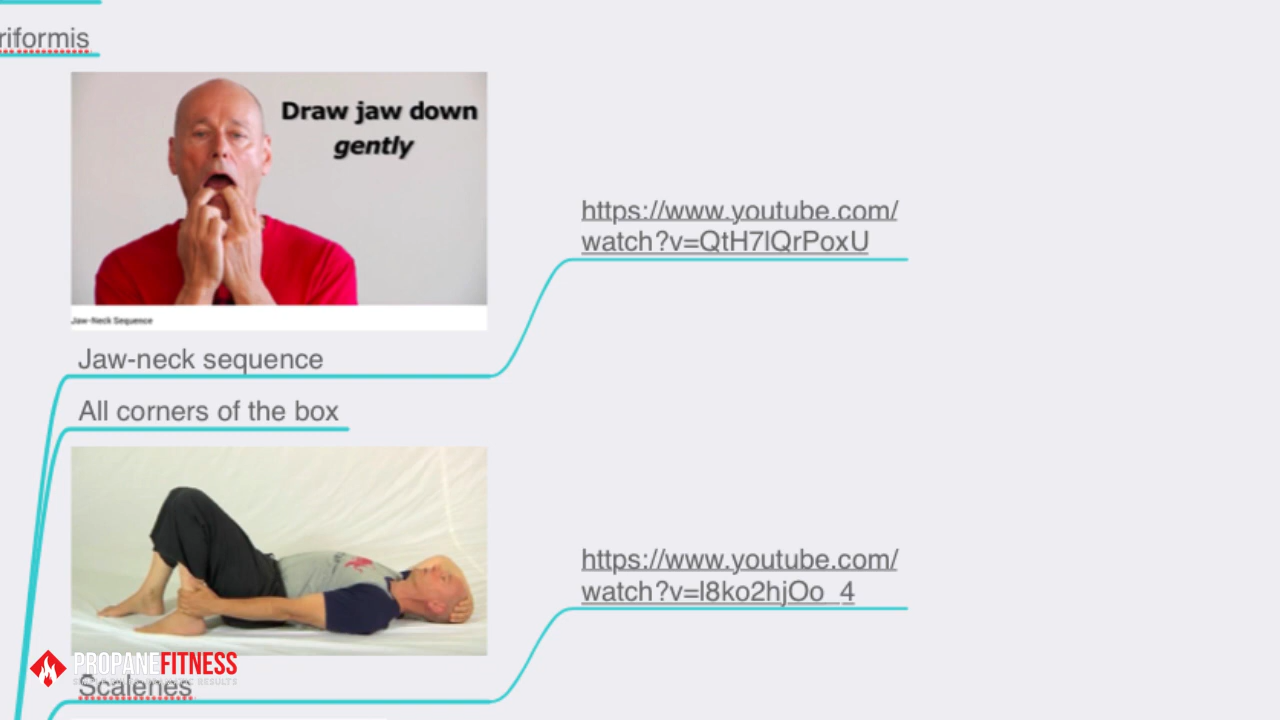 riformis
Draw jaw down
gently
Jaw-Neck Sequence
https://www.youtube.com/
watch?v=QtH7lQrPoxU
Jaw-neck sequence
All corners of the box
https://www.youtube.com/
watch?v=l8ko2hjOo_4
PROPANEFITNESS
Scalenes